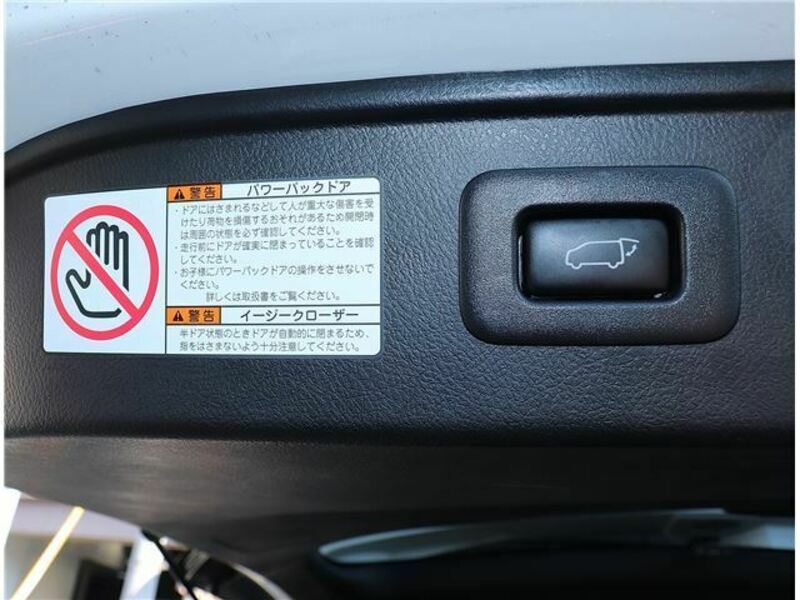 警告 パワーバックドア
・ドアにはさまれるなどして人が重大な傷害を受
けたり荷物を損傷するおそれがあるため開閉時
は周囲の状態を必ず確認してください。
・走行前にドアが確実に閉まっていることを確認
してください。
・お子様にパワーバックドアの操作をさせないで
ください。
詳しくは取扱書をご覧ください。
警告 イージークローザー
半ドア状態のときドアが自動的に閉まるため、
指をはさまないよう十分注意してください。